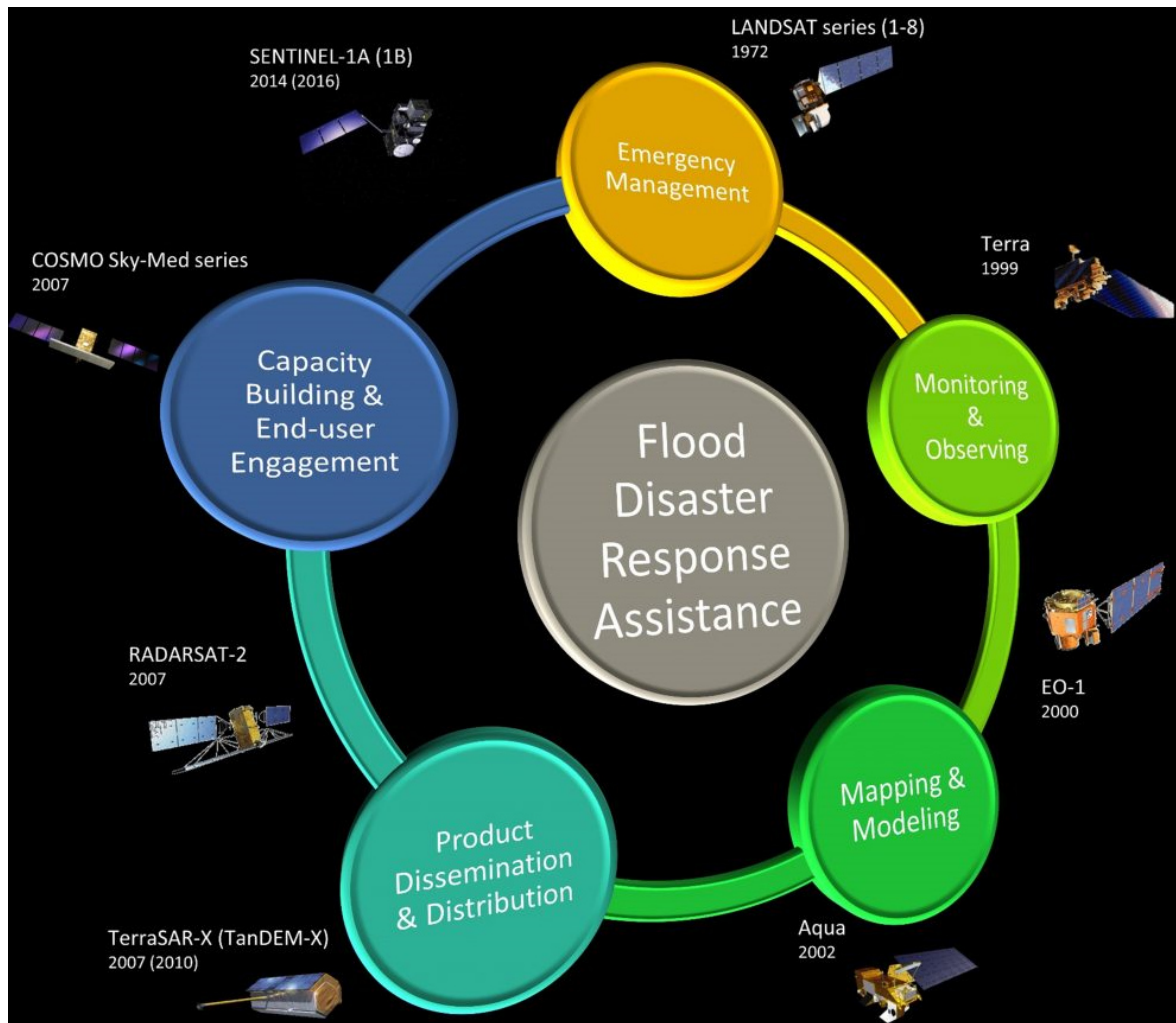 LANDSAT series (1-8)
1972
SENTINEL-1A (1B)
2014 (2016)
Emergency
Management
Terra
1999
COSMO Sky-Med series
2007
Capacity
Building &
End-user
Engagement
Monitoring
&
Observing
Flood
Disaster
Response
Assistance
RADARSAT-2
2007
EO-1
2000
Mapping &
Modeling
Product
Dissemination
& Distribution
Aqua
2002
TerraSAR-X (TanDEM-X)
2007 (2010)